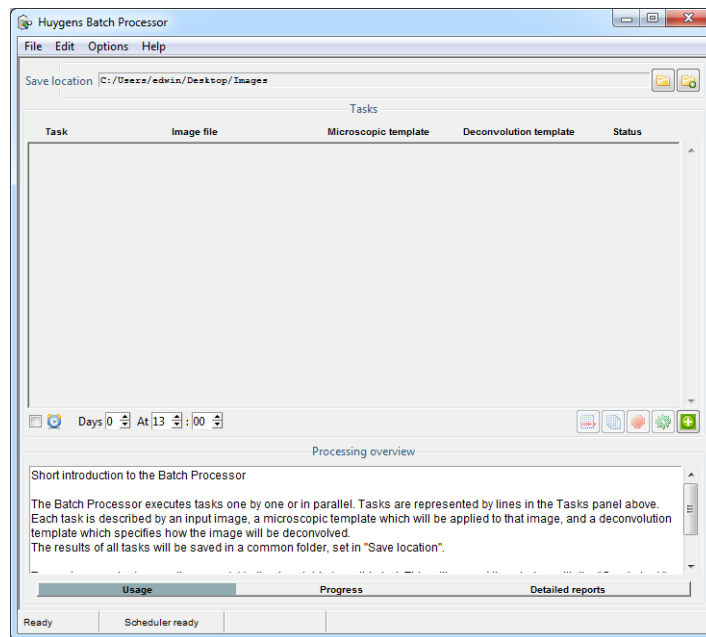 Huygens Batch Processor
File Edit Options Help
Save location C:/Users/edwin/Desktop/Images
Tasks
Task Image file Microscopic template Deconvolution template Status
Days 0 At 13 : 00
Processing overview
Short introduction to the Batch Processor
The Batch Processor executes tasks one by one or in parallel. Tasks are represented by lines in the Tasks panel above.
Each task is described by an input image, a microscopic template which will be applied to that image, and a deconvolution
template which specifies how the image will be deconvolved.
The results of all tasks will be saved in a common folder, set in "Save location".
Usage Progress Detailed reports
Ready Scheduler ready